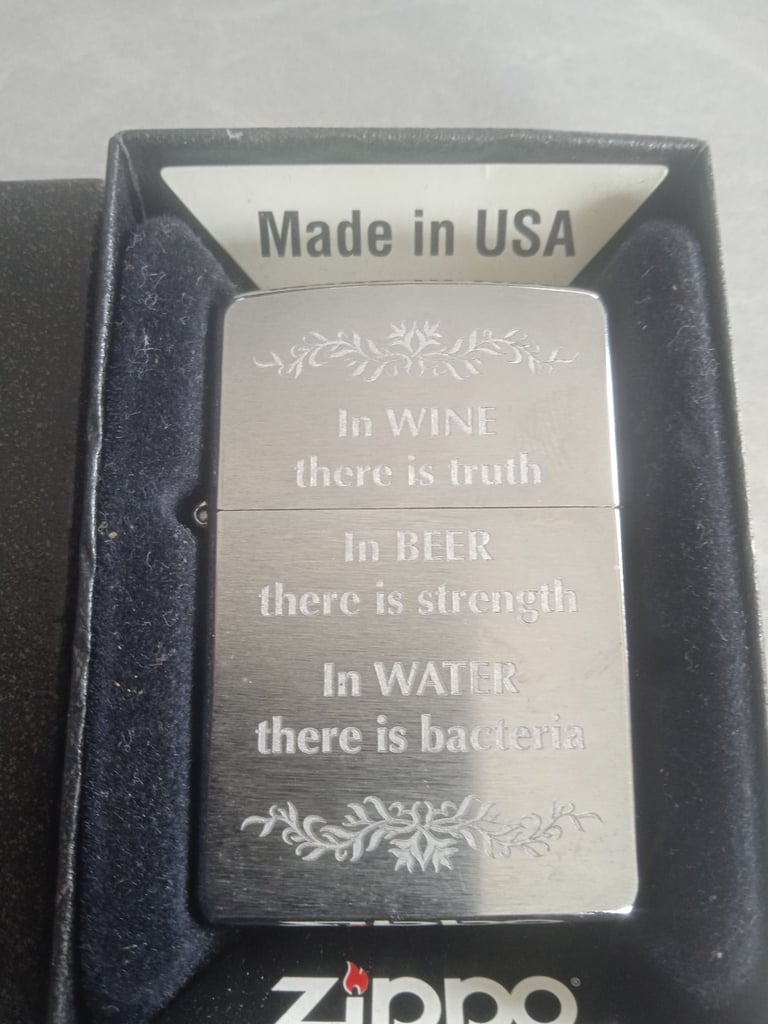 Made in USA
In WINE
there is truth
In BEER
there is strength
In WATER
there is bacteria
zippo®